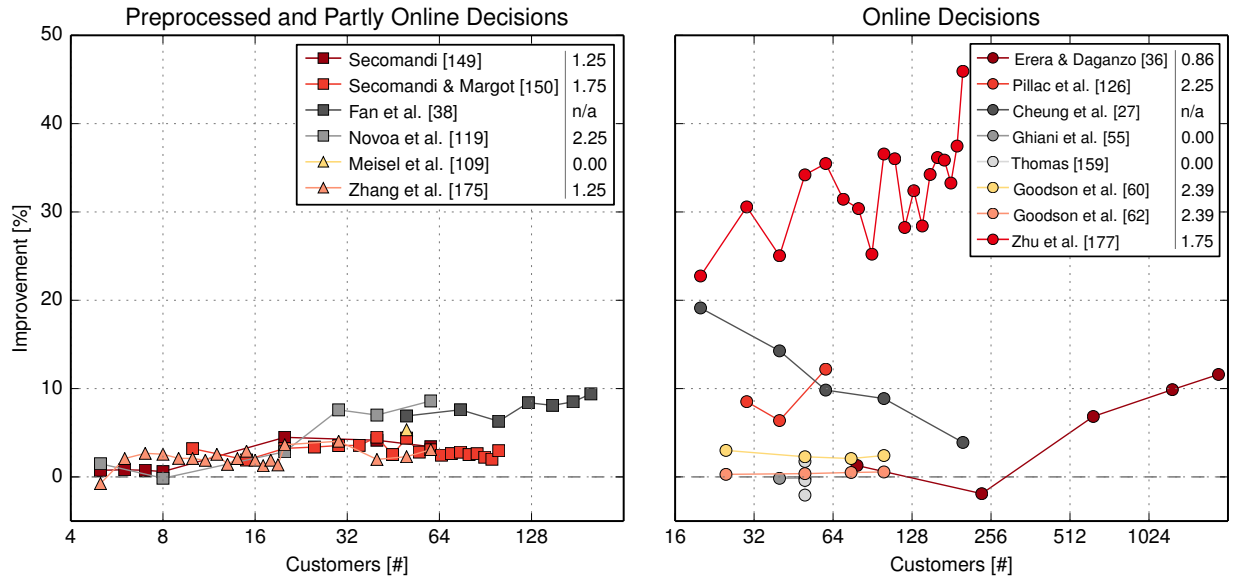 Preprocessed and Partly Online Decisions
50
40
30
20
10
0
Improvement [%]
Secomandi [149] 1.25
Secomandi & Margot [150] 1.75
Fan et al. [38] n/a
Novoa et al. [119] 2.25
Meisel et al. [109] 0.00
Zhang et al. [175] 1.25
4 8 16 32 64 128
Customers [#]
Online Decisions
Erera & Daganzo [36] 0.86
Pillac et al. [126] 2.25
Cheung et al. [27] n/a
Ghiani et al. [55] 0.00
Thomas [159] 0.00
Goodson et al. [60] 2.39
Goodson et al. [62] 2.39
Zhu et al. [177] 1.75
16 32 64 128 256 512 1024
Customers [#]